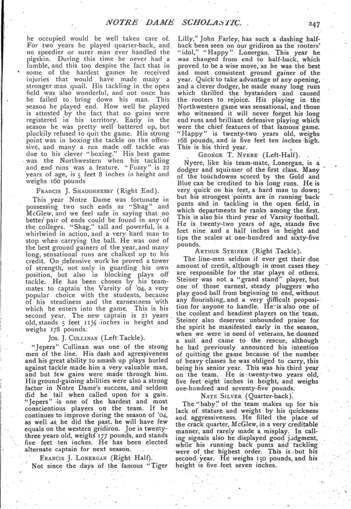 NOTRE DAME SCHOLASTIC.
247
he occupied would be well taken care of.
For two years he played quarter-back, and
no speedier or surer man ever handled the
pigskin. During this time he never had a
fumble, and this too despite the fact that in
some of the hardest games he received
injuries that would have made many a
stronger man quail. His tackling in the open
field was also wonderful, and not once has
he failed to bring down his man. This
season he played end. How well he played
is attested by the fact that no gains were
registered in his territory. Early in the
season he was pretty well battered up, but
pluckily refused to quit the game. His strong
point was in boxing the tackle on the offen-
sive, and many a run made off tackle was
due to his clever "boxing." His best game
was the Northwestern when his tackling
and end runs was a feature. "Fuzzy" is 22
years of age, is 5 feet 8 inches in height and
weighs 160 pounds.
FRANCIS J. SHAUGHNESSY (Right End).
This year Notre Dame was fortunate in
possessing two such ends as "Shag" and
McGlew, and we feel safe in saying that no
better pair of ends could be found in any of
the colleges. "Shag," tall and powerful, is a
whirlwind in action, and a very hard man to
stop when carrying the ball. He was one of
the best ground gainers of the year, and many
long, sensational runs are chalked up to his
credit. On defensive work he proved a tower
of strength, not only in guarding his own
position, but also in blocking plays off
tackle. He has been chosen by his team-
mates to captain the Varsity of '04, a very
popular choice with the students, because
of his steadiness and the earnestness with
which he enters into the game. This is his
second year. The new captain is 21 years
old, stands 5 feet 11¾ inches in height and
weighs 178 pounds.
JOS. J. CULLINAN (Left Tackle).
"Jepers" Cullinan was one of the strong
men of the line. His dash and agressiveness
and his great ability to smash up plays hurled
against tackle made him a very valuable man,
and but few gains were made through him.
His ground-gaining abilities were also a strong
factor in Notre Dame's success, and seldom
did he fail when called upon for a gain.
"Jepers" is one of the hardest and most
conscientious players on the team. If he
continues to improve during the season of '04,
as well as he did the past, he will have few
equals on the western gridiron. Joe is twenty-
three years old, weighs 177 pounds, and stands
five feet ten inches. He has been elected
alternate captain for next season.
FRANCIS J. LONERGAN (Right Half).
Not since the days of the famous "Tiger
Lilly," John Farley, has such a dashing half-
back been seen on our gridiron as the rooters'
"idol," "Happy" Lonergan. This year he
was changed from end to half-back, which
proved to be a wise move, as he was the best
and most consistent ground gainer of the
year. Quick to take advantage of any opening,
and a clever dodger, he made many long runs
which thrilled the bystanders and caused
the rooters to rejoice. His playing in the
Northwestern game was sensational, and those
who witnessed it will never forget his long
end runs and brilliant defensive playing which
were the chief features of that famous game.
"Happy" is twenty-two years old, weighs
168 pounds, and is five feet ten inches high.
This is his third year.
GEORGE T. NYERE (Left-Half).
Nyere, like his team-mate, Lonergan, is a
dodger and squirmer of the first class. Many
of the touchdowns scored by the Gold and
Blue can be credited to his long runs. He is
very quick on his feet, a hard man to down;
but his strongest points are in running back
punts and in tackling in the open field, in
which departments he ranks among the first.
This is also his third year of Varsity football.
He is twenty-two years of age, stands five
feet nine and a half inches in height and
tips the scales at one-hundred and sixty-five
pounds.
ARTHUR STEINER (Right Tackle).
The line-men seldom if ever get their due
amount of credit, although in most cases they
are responsible for the star plays of others.
Steiner was not a "grand stand" player, but
one of those earnest, steady pluggers who
play good ball from beginning to end, without
any flourishing, and a very difficult proposi-
tion for anyone to handle. He is also one of
the coolest and headiest players on the team.
Steiner also deserves unbounded praise for
the spirit he manifested early in the season,
when we were in need of veterans, he donned
a suit and came to the rescue, although
he had previously announced his intention
of quitting the game because of the number
of heavy classes he was obliged to carry, this
being his senior year. This was his third year
on the team. He is twenty-two years old,
five feet eight inches in height, and weighs
one-hundred and seventy-five pounds.
NATE SILVER (Quarter-back).
The "baby" of the team makes up for his
lack of stature and weight by his quickness
and aggressiveness. He filled the place of
the crack quarter, McGlew, in a very creditable
manner, and rarely made a misplay. In call-
ing signals also he displayed good judgment,
while his running back punts and tackling
were of the highest order. This is but his
second year. He weighs 150 pounds, and his
height is five feet seven inches.